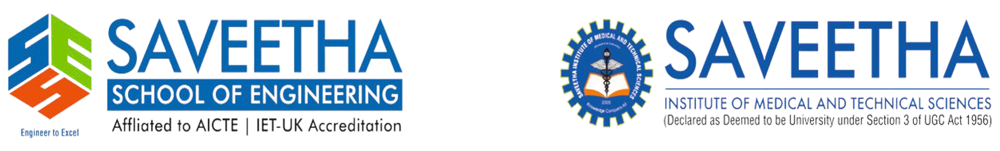 SES
SAVEETHA
SCHOOL OF ENGINEERING
Affliated to AICTE | IET-UK Accreditation
Engineer to Excel
SAVEETHA INSTITUTE OF MEDICAL AND TECHNICAL SCIENCES
2005
Knowledge Conquers All
SAVEETHA
INSTITUTE OF MEDICAL AND TECHNICAL SCIENCES
(Declared as Deemed to be University under Section 3 of UGC Act 1956)